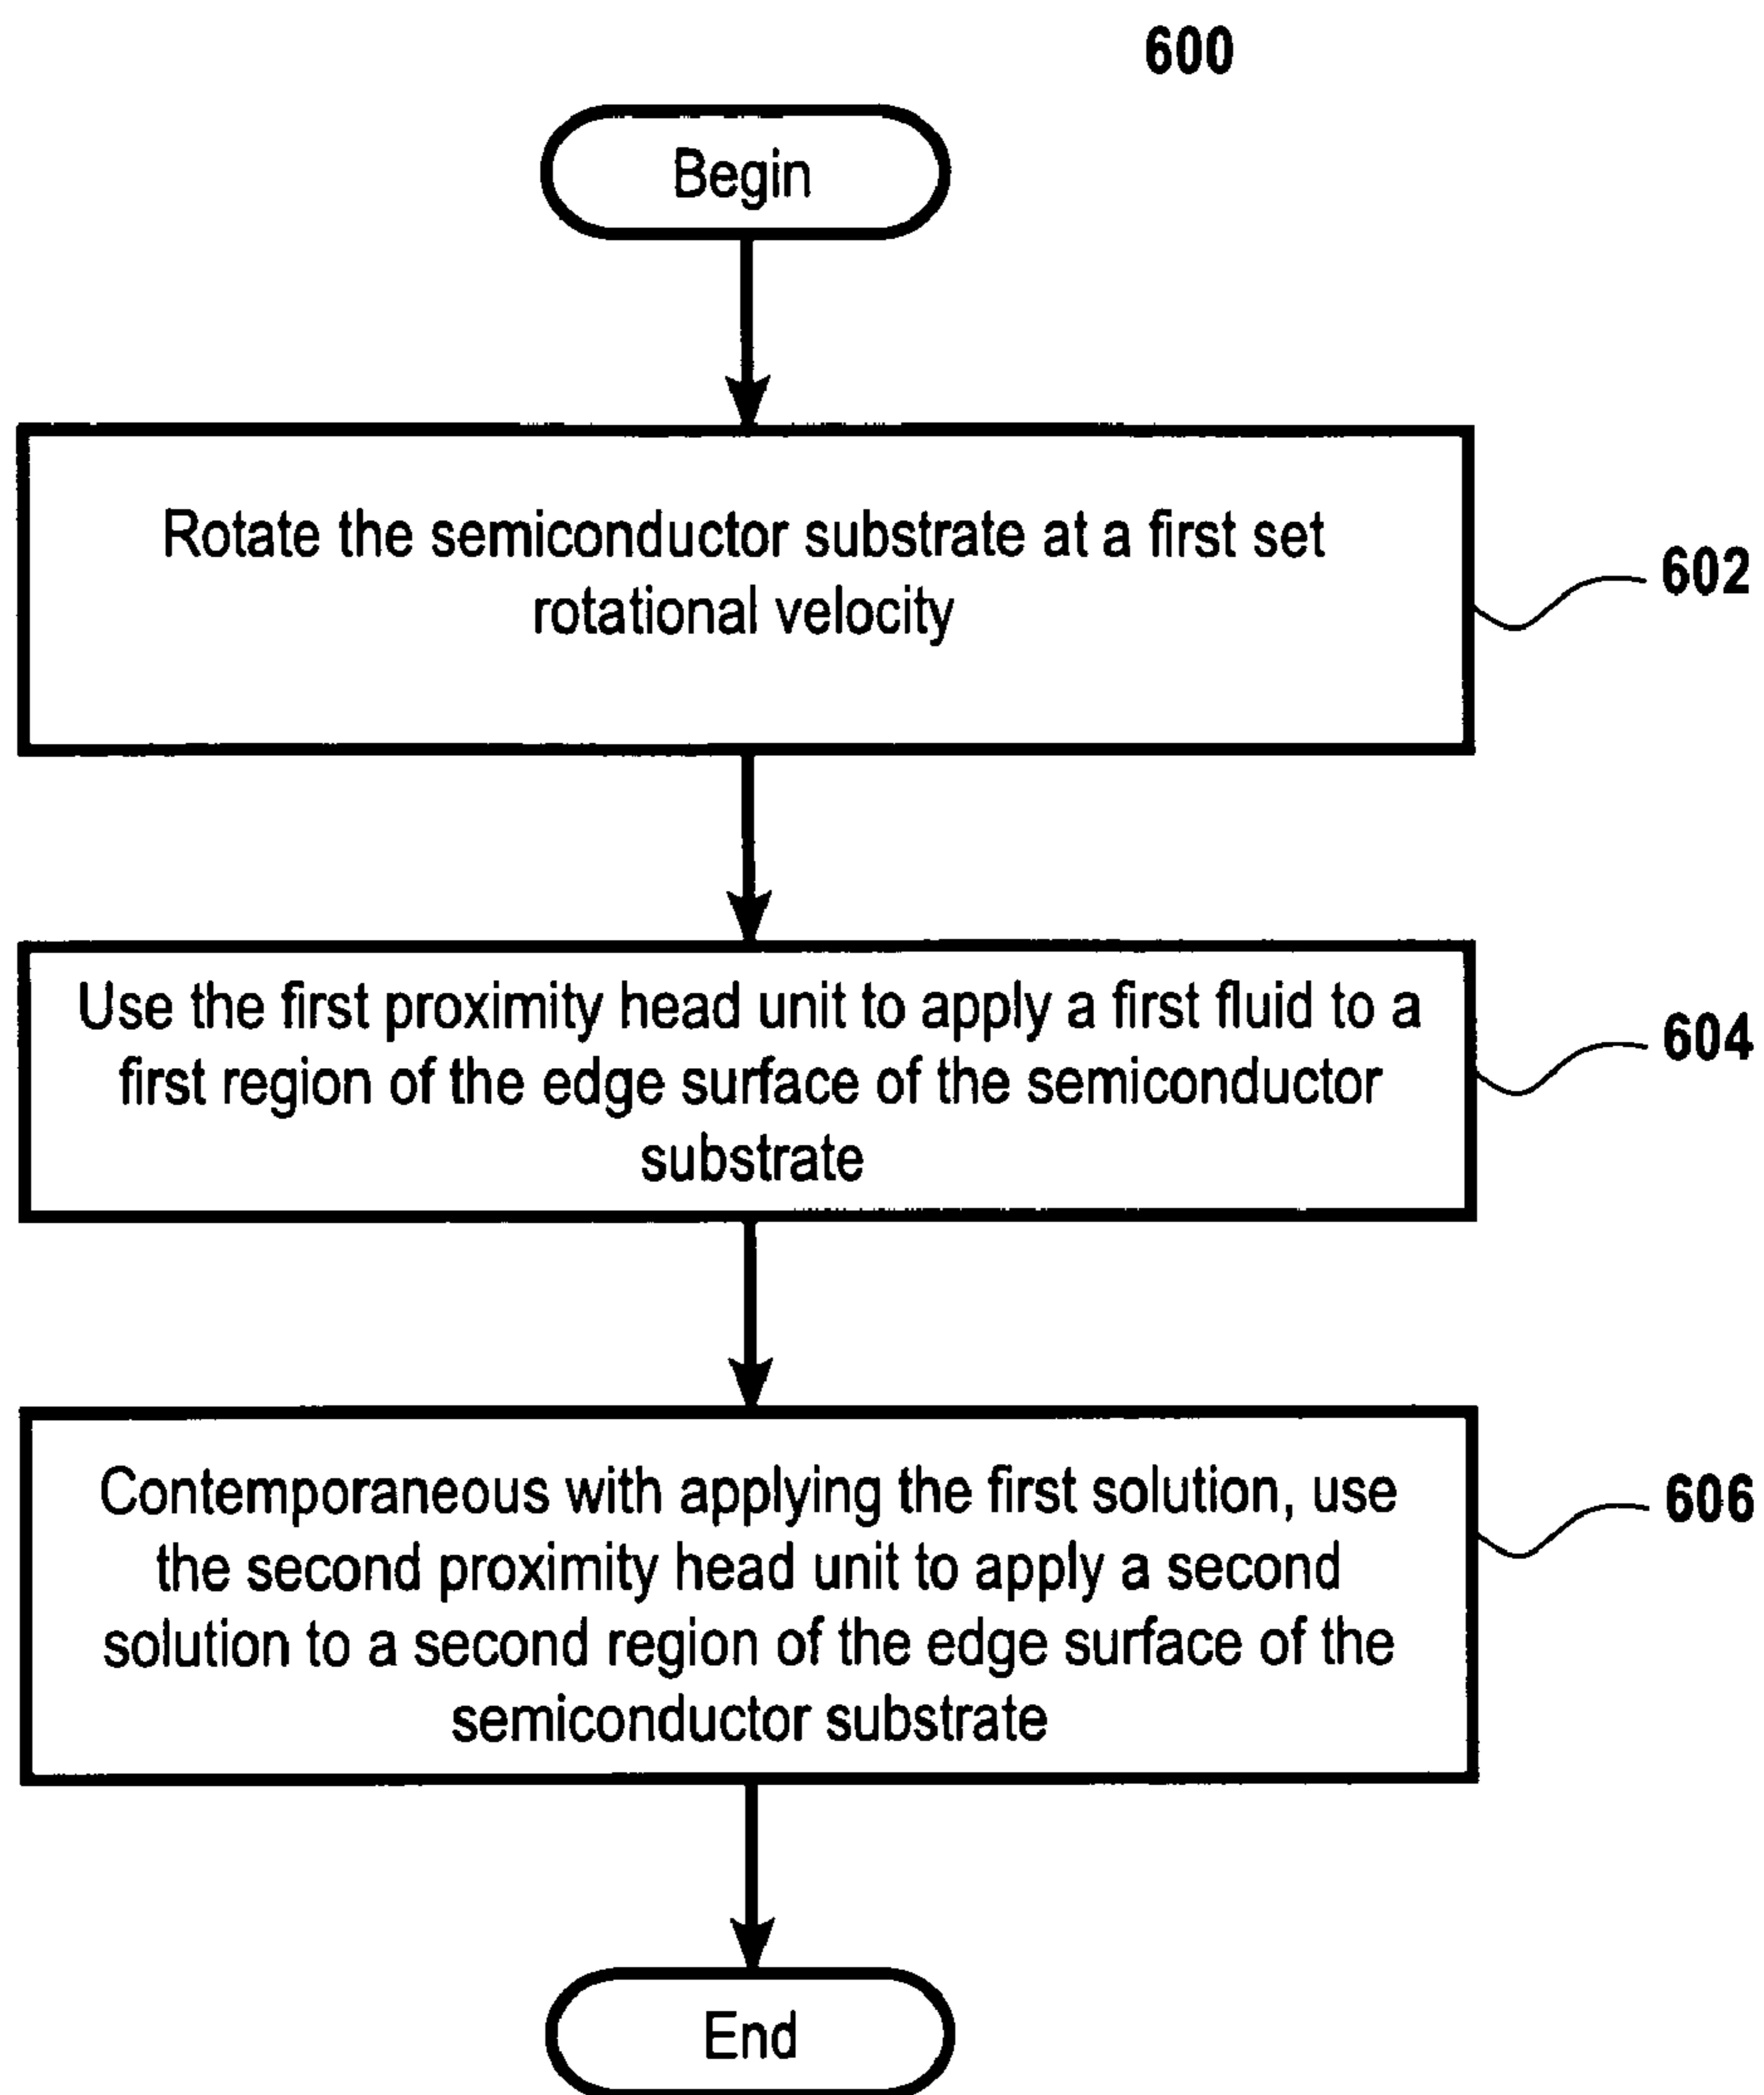 600
Begin
Rotate the semiconductor substrate at a first set
rotational velocity
602
Use the first proximity head unit to apply a first fluid to a
first region of the edge surface of the semiconductor
substrate
604
Contemporaneous with applying the first solution, use
the second proximity head unit to apply a second
solution to a second region of the edge surface of the
semiconductor substrate
606
End